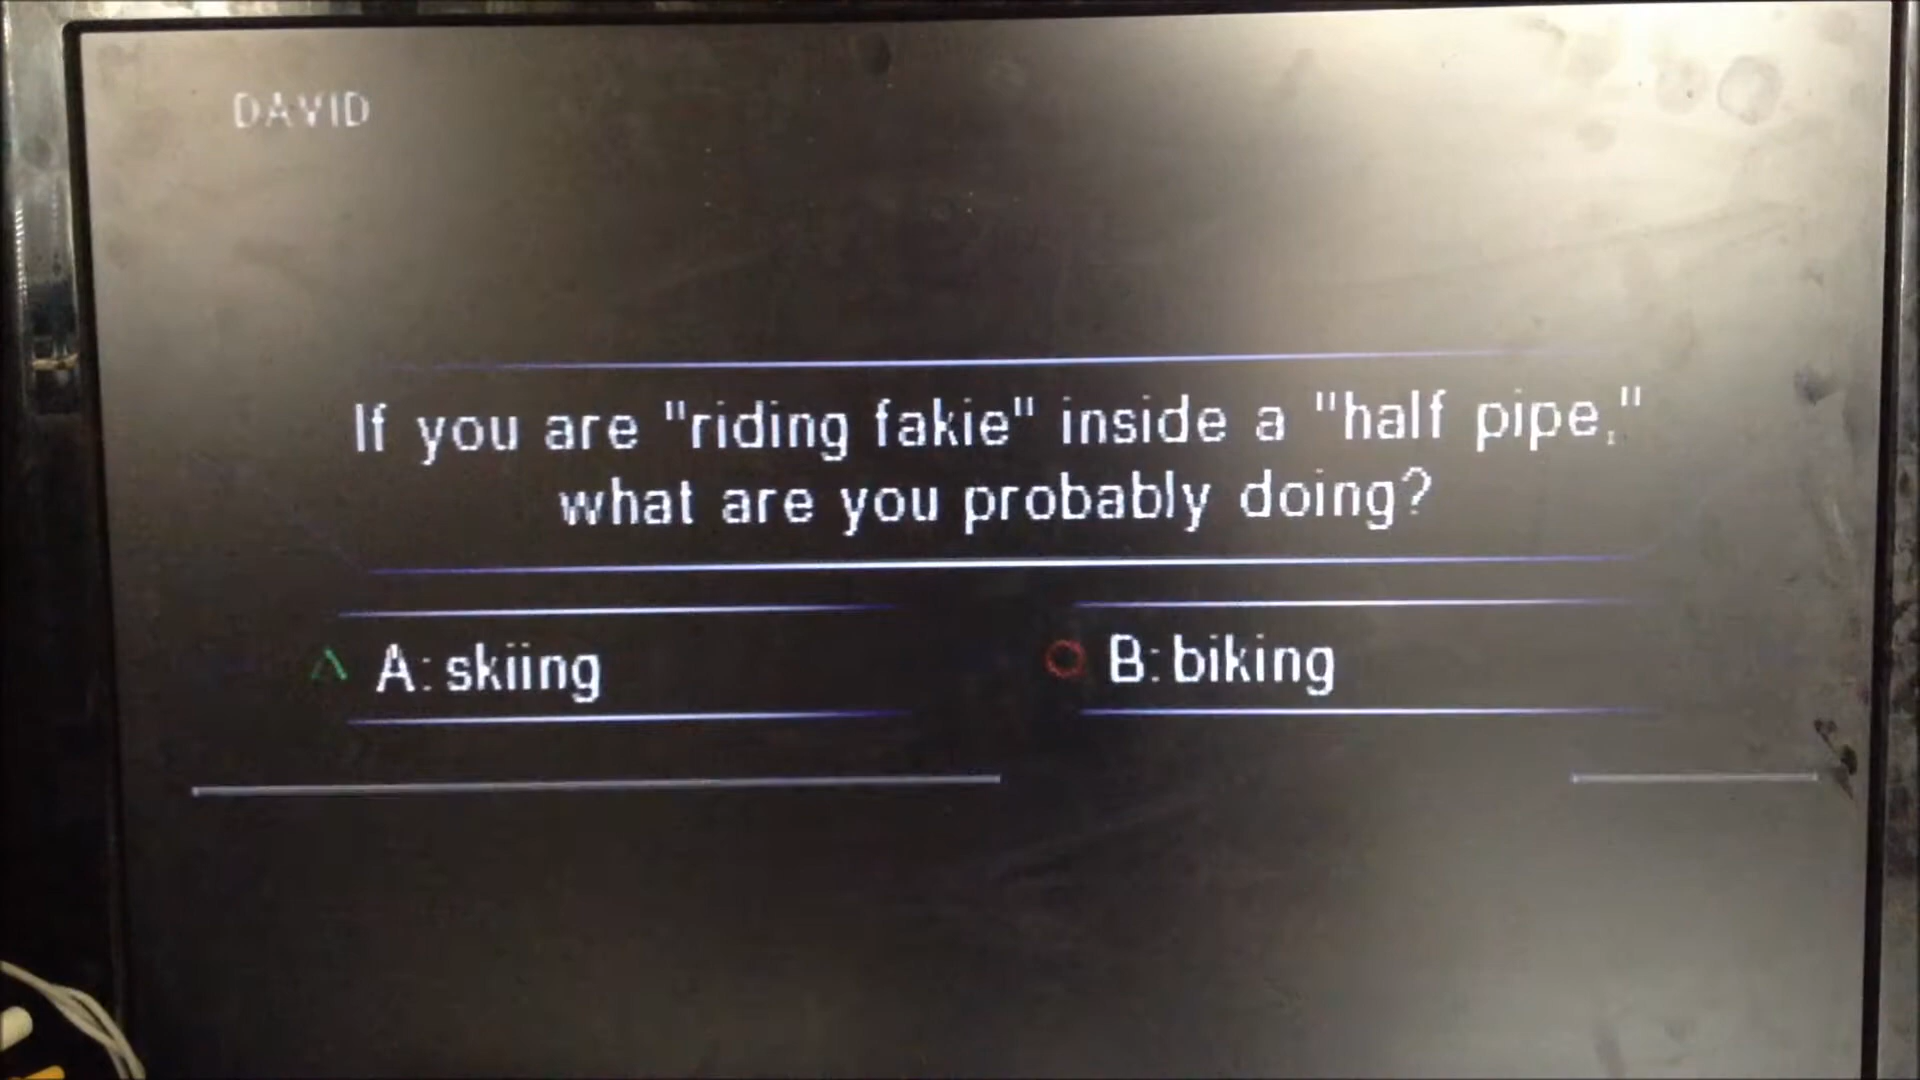 DAVID
If you are "riding fakie" inside a "half pipe,"
what are you probably doing?
A: skiing
B: biking